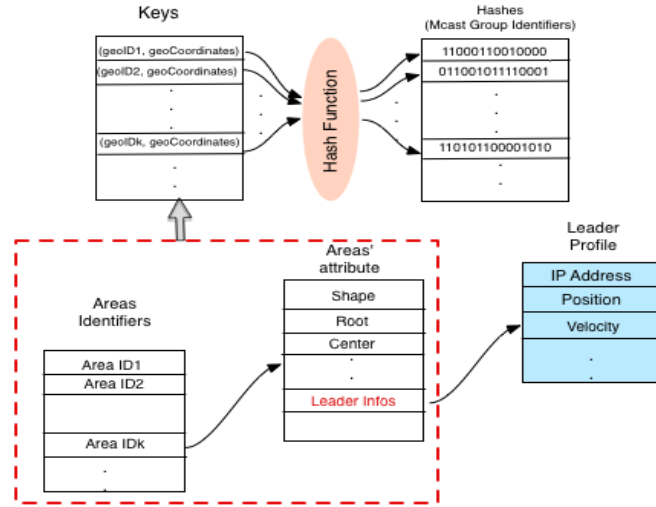 Keys
(geoID1, geoCoordinates)
(geoID2, geoCoordinates)
(geoIDk, geoCoordinates)
Hash Function
Hashes
(Mcast Group Identifiers)
11000110010000
011001011110001
110101100001010
Areas
Identifiers
Area ID1
Area ID2
Area IDk
Areas'
attribute
Shape
Root
Center
Leader Infos
Leader
Profile
IP Address
Position
Velocity